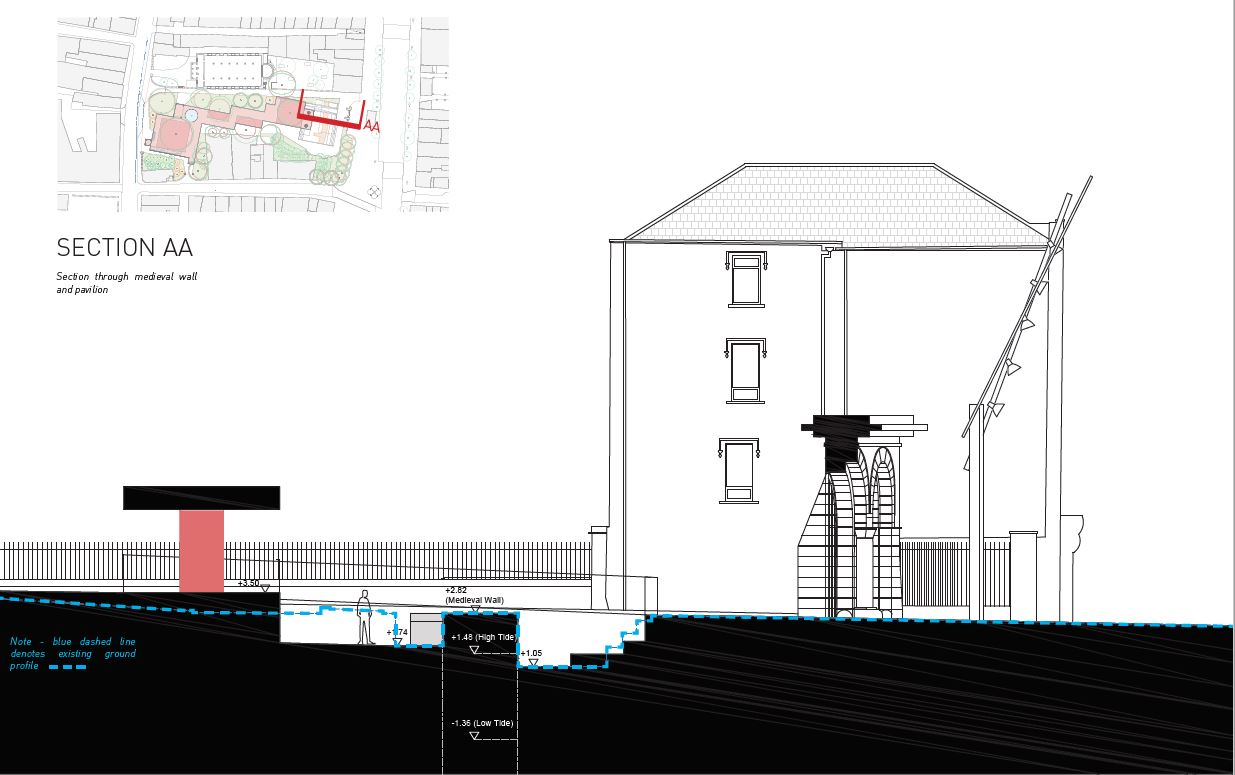 AA
SECTION AA
Section through medieval wall
and pavilion
+3.50
+2.82
(Medieval Wall)
+1.48 (High Tide)
+1.05
-1.36 (Low Tide)
Note - blue dashed line
denotes existing ground
profile